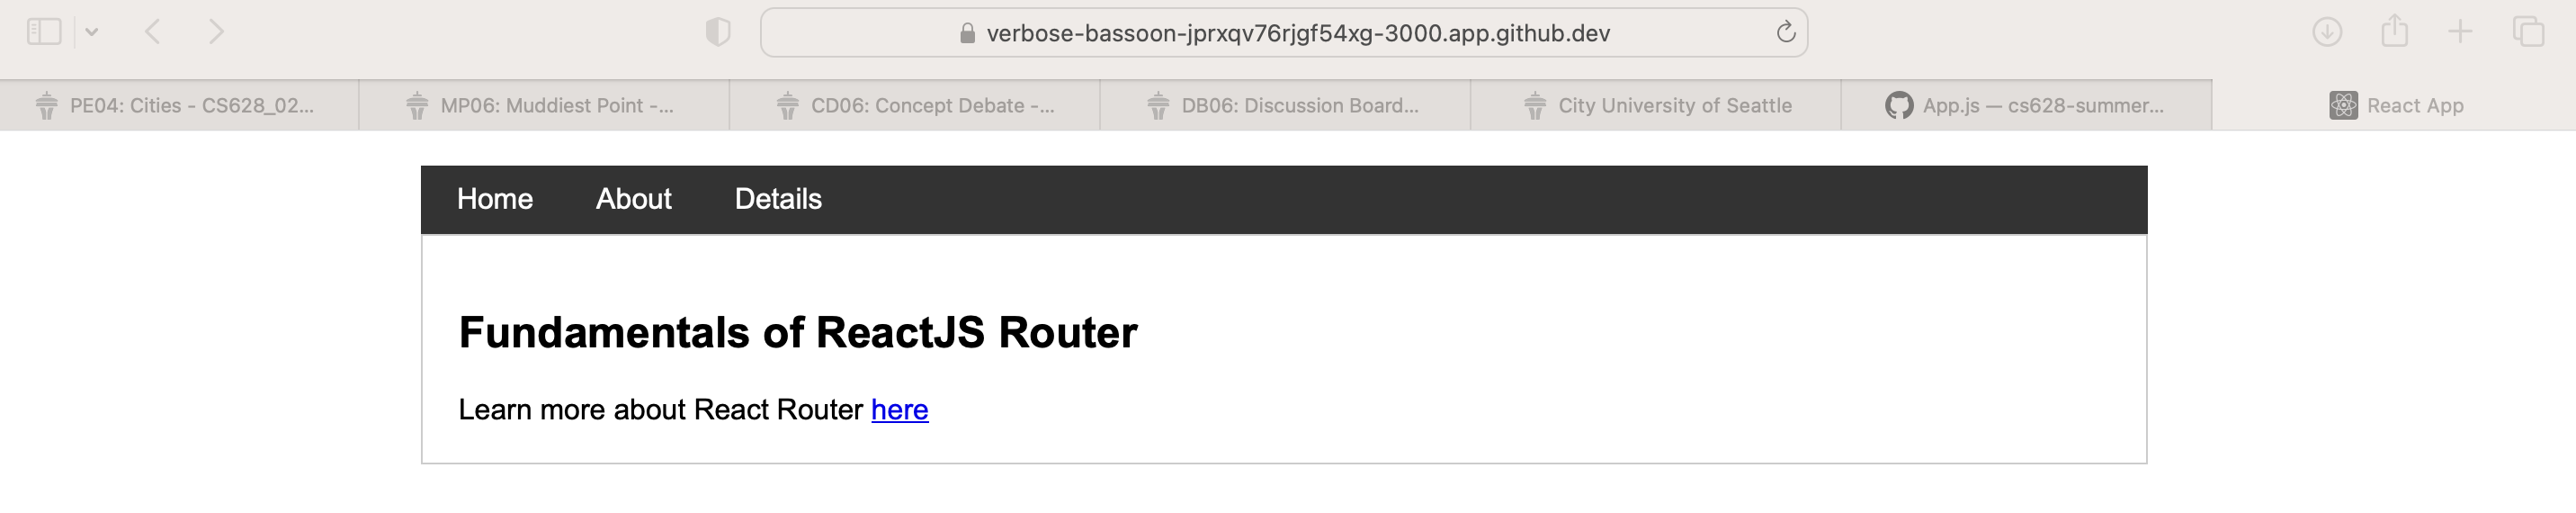 verbose-bassoon-jprxqv76rjgf54xg-3000.app.github.dev
PE04: Cities - CS628_02...
MP06: Muddiest Point -...
CD06: Concept Debate -...
DB06: Discussion Board...
City University of Seattle
App.js — cs628-summer...
React App
Home About Details
Fundamentals of ReactJS Router
Learn more about React Router here